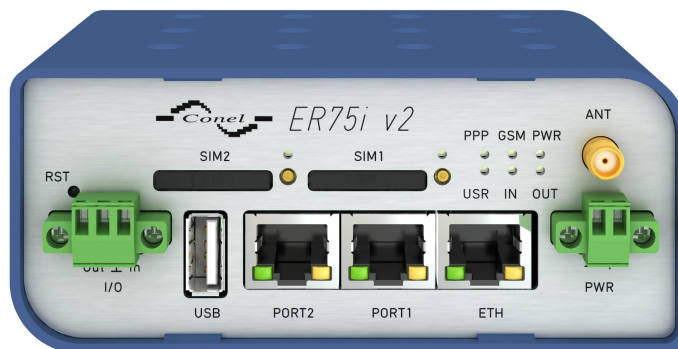 Conel ER75i v2
ANT
PPP GSM PWR
SIM2 SIM1
RST
USR IN OUT
I/O
PWR
USB PORT2 PORT1 ETH